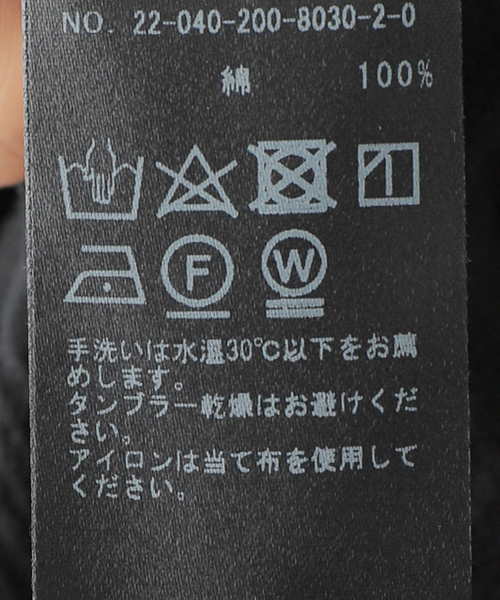 NO. 22-040-200-8030-2-0
綿 100%
F W
手洗いは水温30℃以下をお薦
めします。
タンブラー乾燥はお避けくだ
さい。
アイロンは当て布を使用して
ください。